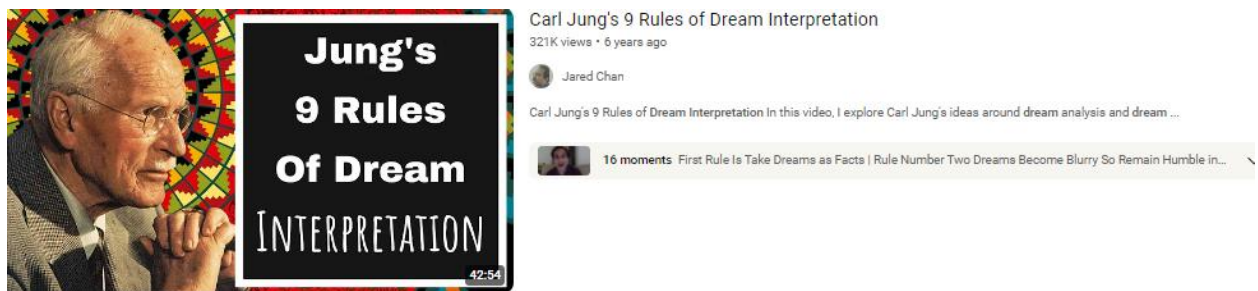 Jung's
9 Rules
Of Dream
INTERPRETATION
42:54
Carl Jung's 9 Rules of Dream Interpretation
321K views • 6 years ago
Jared Chan
Carl Jung's 9 Rules of Dream Interpretation In this video, I explore Carl Jung's ideas around dream analysis and dream ...
16 moments First Rule Is Take Dreams as Facts | Rule Number Two Dreams Become Blurry So Remain Humble in...